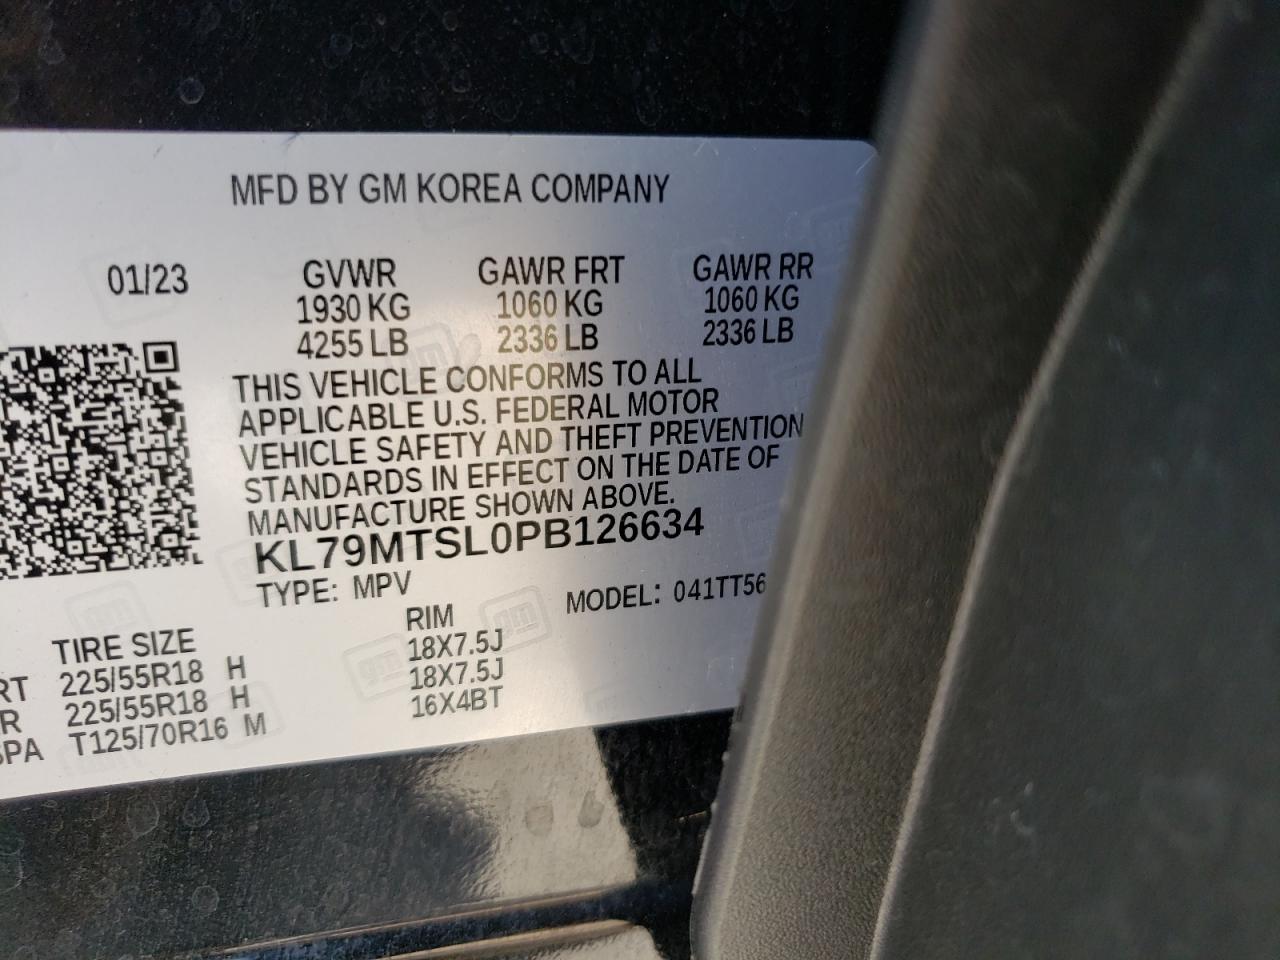 MFD BY GM KOREA COMPANY
01/23 GVWR GAWR FRT GAWR RR
1930 KG 1060 KG 1060 KG
4255 LB 2336 LB 2336 LB
THIS VEHICLE CONFORMS TO ALL
APPLICABLE U.S. FEDERAL MOTOR
VEHICLE SAFETY AND THEFT PREVENTION
STANDARDS IN EFFECT ON THE DATE OF
MANUFACTURE SHOWN ABOVE.
KL79MTSL0PB126634
TYPE: MPV MODEL: 041TT56
TIRE SIZE RIM
RT 225/55R18 H 18X7.5J
R 225/55R18 H 18X7.5J
SPA T125/70R16 M 16X4BT
gm
gm
gm